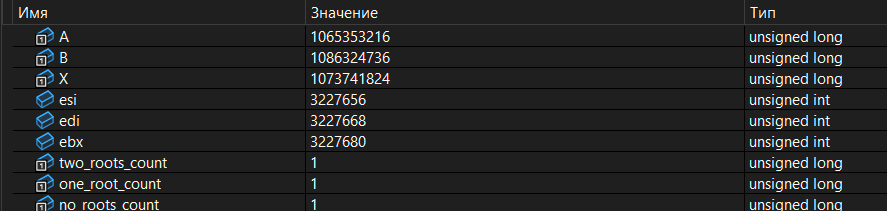 Имя Значение Тип
A 1065353216 unsigned long
B 1086324736 unsigned long
X 1073741824 unsigned long
esi 3227656 unsigned int
edi 3227668 unsigned int
ebx 3227680 unsigned int
two_roots_count 1 unsigned long
one_root_count 1 unsigned long
no_roots_count 1 unsigned long